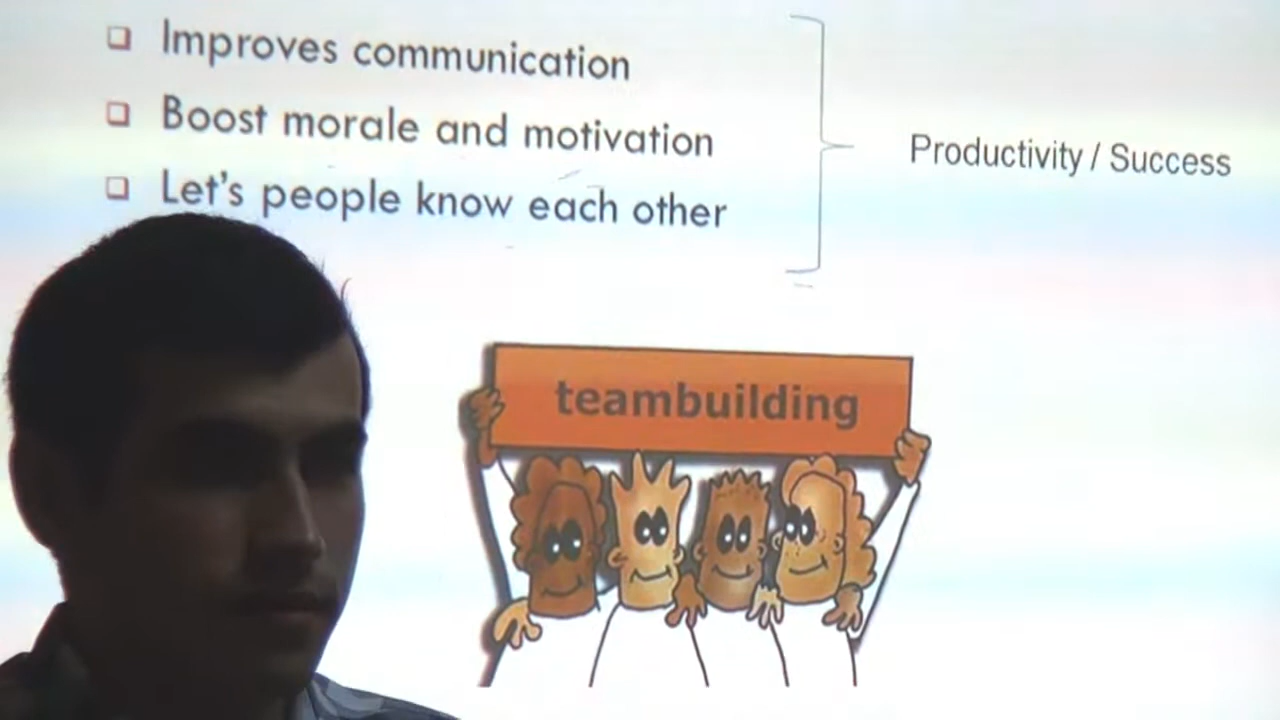 Improves communication
Boost morale and motivation
Let's people know each other
Productivity / Success
teambuilding